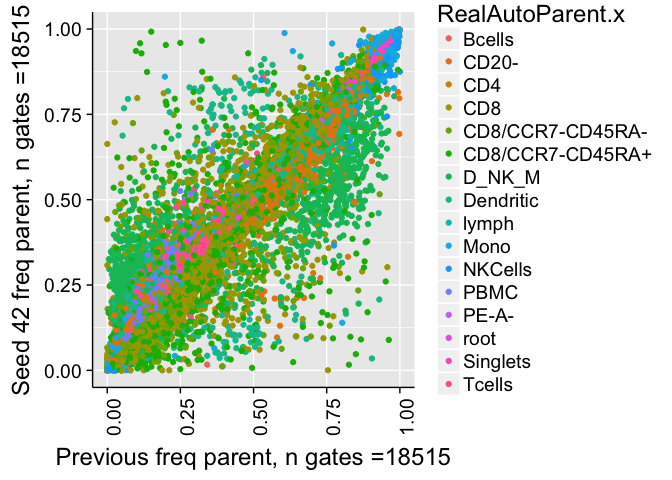 RealAutoParent.x
Bcells
CD20-
CD4
CD8
CD8/CCR7-CD45RA-
CD8/CCR7-CD45RA+
D_NK_M
Dendritic
lymph
Mono
NKCells
PBMC
PE-A-
root
Singlets
Tcells
Seed 42 freq parent, n gates =18515
1.00
0.75
0.50
0.25
0.00
0.00
0.25
0.50
0.75
1.00
Previous freq parent, n gates =18515